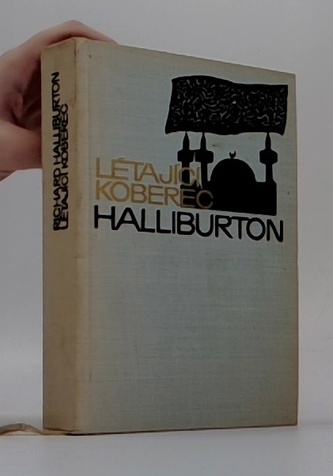 RICHARD HALLIBURTON
LÉTAJÍCÍ KOBEREC
LÉTAJÍCÍ
KOBEREC
HALLIBURTON